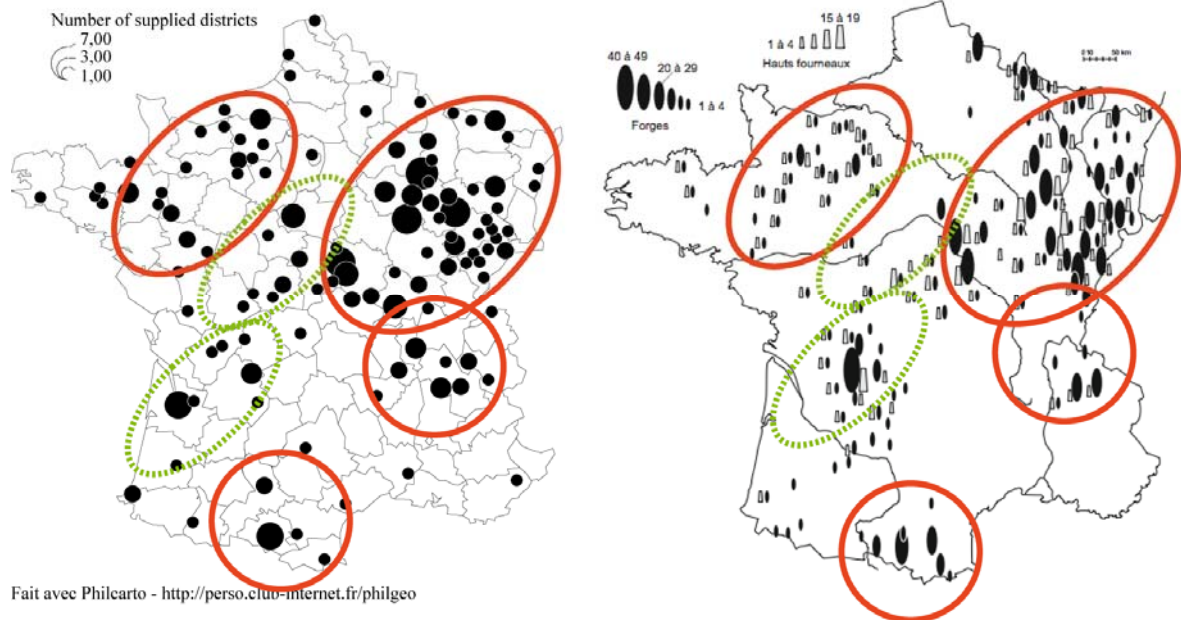 Number of supplied districts
7,00
3,00
1,00
Fait avec Philcarto - http://perso.club-internet.fr/philgeo
15 à 19
1 à 4
Hauts fourneaux
40 à 49
20 à 29
1 à 4
Forges
0 10 50 km